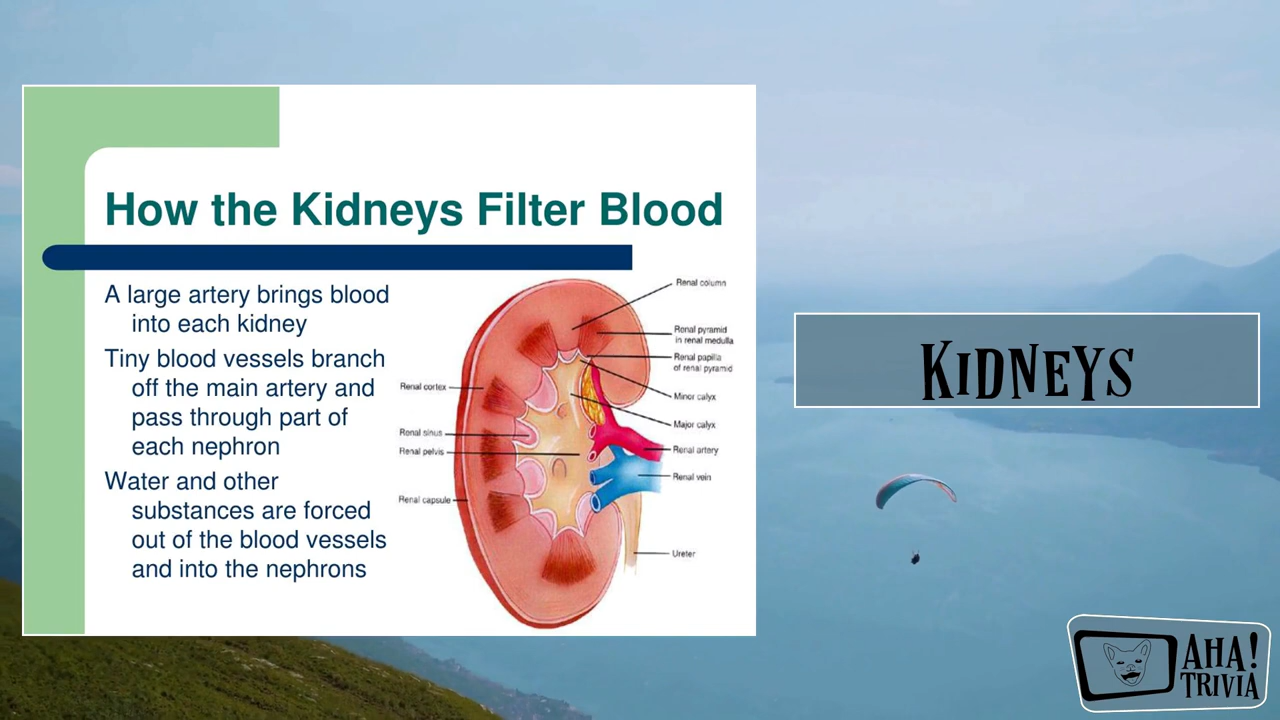 How the Kidneys Filter Blood
A large artery brings blood
into each kidney
Tiny blood vessels branch
off the main artery and
pass through part of
each nephron
Water and other
substances are forced
out of the blood vessels
and into the nephrons
Renal column
Renal pyramid
in renal medulla
Renal papilla
of renal pyramid
Renal cortex
Minor calyx
Major calyx
Renal sinus
Renal artery
Renal pelvis
Renal vein
Renal capsule
Ureter
KIDNEYS
AHA!
TRIVIA